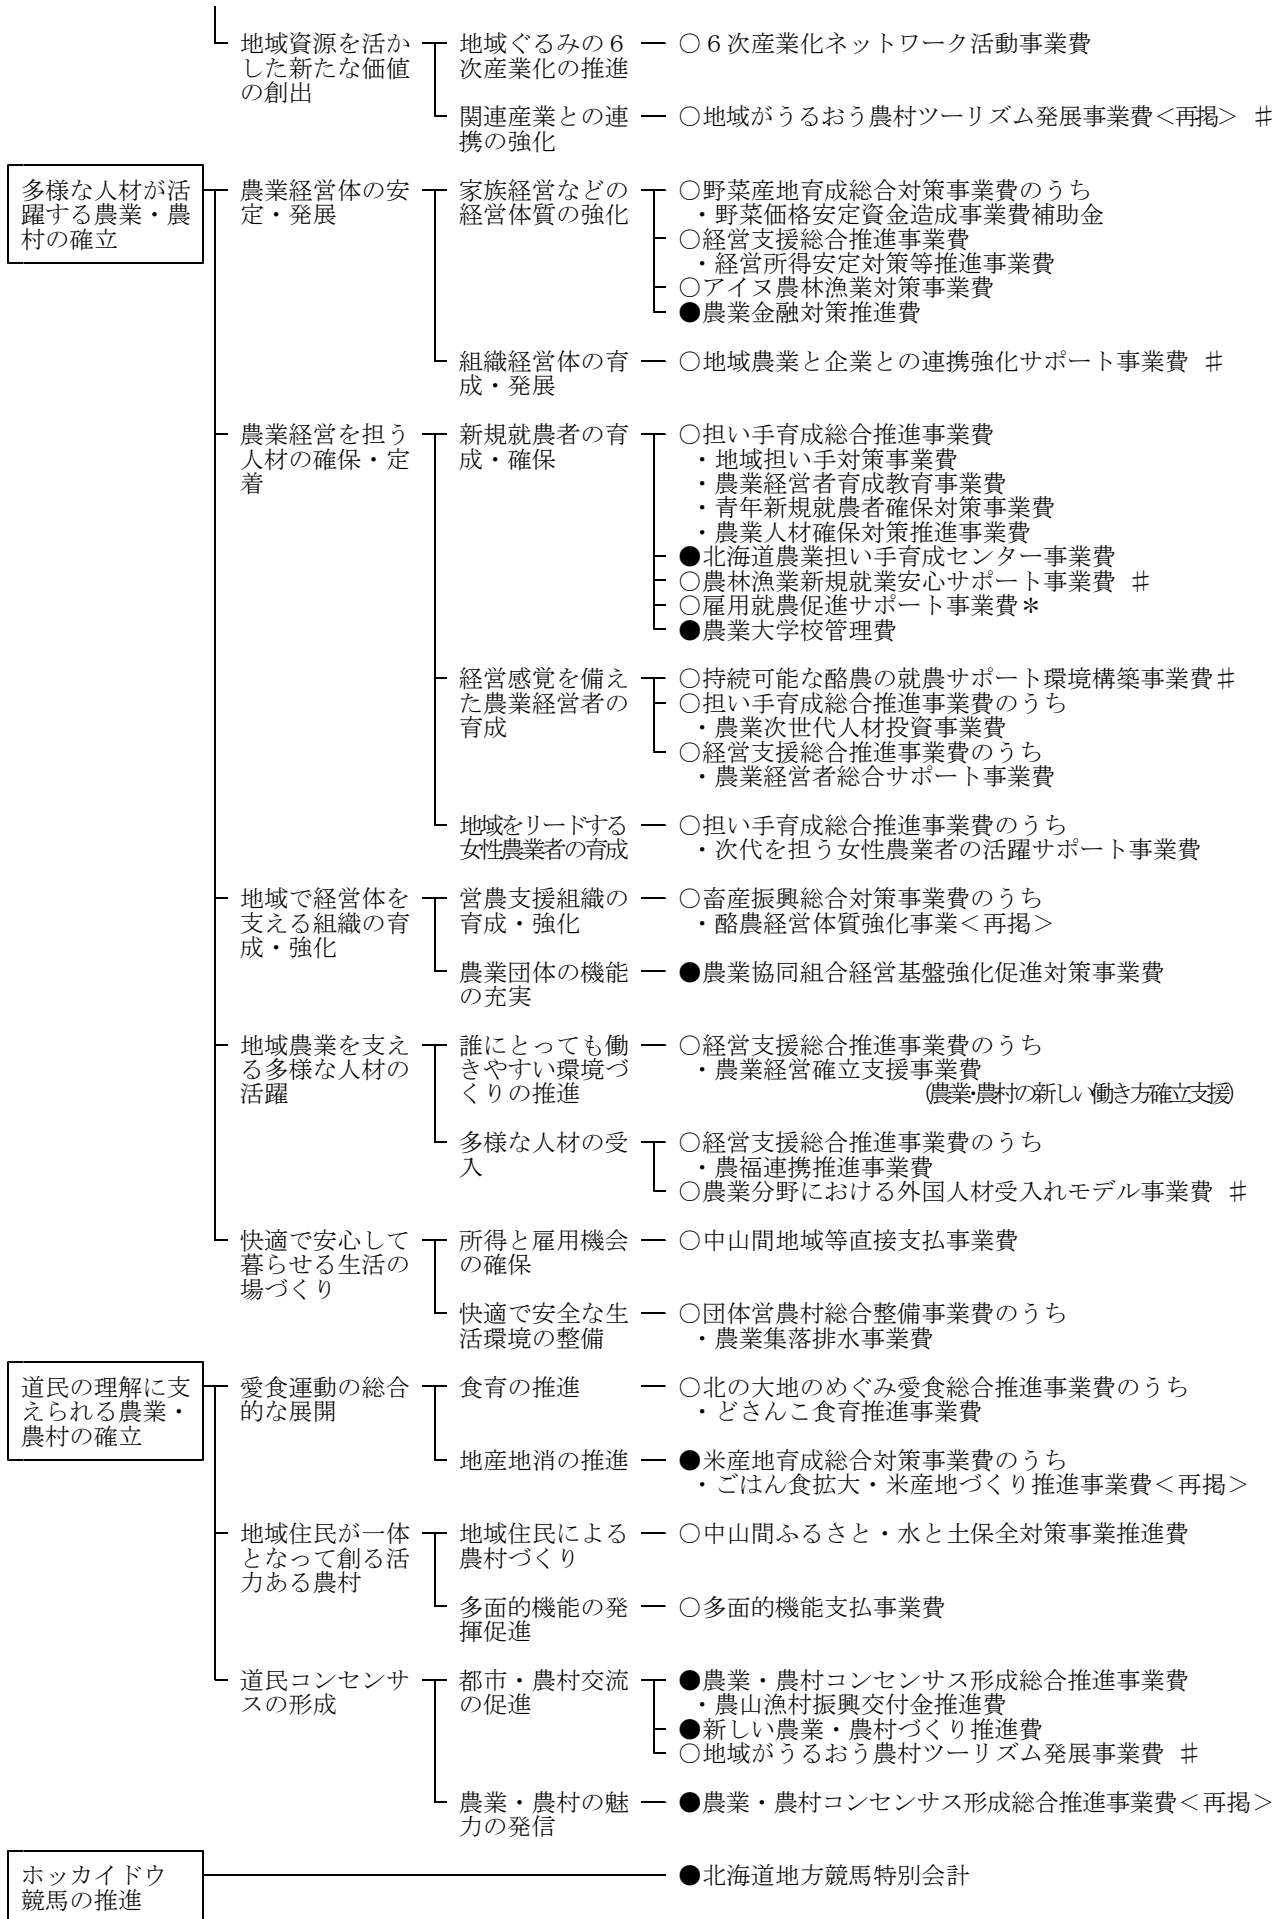 地域資源を活か
した新たな価値
の創出
地域ぐるみの６
次産業化の推進
○６次産業化ネットワーク活動事業費
関連産業との連
携の強化
○地域がうるおう農村ツーリズム発展事業費＜再掲＞ ♯
多様な人材が活
躍する農業・農
村の確立
農業経営体の安
定・発展
家族経営などの
経営体質の強化
○野菜産地育成総合対策事業費のうち
・野菜価格安定資金造成事業費補助金
○経営支援総合推進事業費
・経営所得安定対策等推進事業費
○アイヌ農林漁業対策事業費
●農業金融対策推進費
組織経営体の育
成・発展
○地域農業と企業との連携強化サポート事業費 ♯
農業経営を担う
人材の確保・定
着
新規就農者の育
成・確保
○担い手育成総合推進事業費
・地域担い手対策事業費
・農業経営者育成教育事業費
・青年新規就農者確保対策事業費
・農業人材確保対策推進事業費
●北海道農業担い手育成センター事業費
○農林漁業新規就業安心サポート事業費 ♯
○雇用就農促進サポート事業費＊
●農業大学校管理費
経営感覚を備え
た農業経営者の
育成
○持続可能な酪農の就農サポート環境構築事業費♯
○担い手育成総合推進事業費のうち
・農業次世代人材投資事業費
○経営支援総合推進事業費のうち
・農業経営者総合サポート事業費
地域をリードする
女性農業者の育成
○担い手育成総合推進事業費のうち
・次代を担う女性農業者の活躍サポート事業費
地域で経営体を
支える組織の育
成・強化
営農支援組織の
育成・強化
○畜産振興総合対策事業費のうち
・酪農経営体質強化事業＜再掲＞
農業団体の機能
の充実
●農業協同組合経営基盤強化促進対策事業費
地域農業を支え
る多様な人材の
活躍
誰にとっても働
きやすい環境づ
くりの推進
○経営支援総合推進事業費のうち
・農業経営確立支援事業費
(農業・農村の新しい働き方確立支援)
多様な人材の受
入
○経営支援総合推進事業費のうち
・農福連携推進事業費
○農業分野における外国人材受入れモデル事業費 ♯
快適で安心して
暮らせる生活の
場づくり
所得と雇用機会
の確保
○中山間地域等直接支払事業費
快適で安全な生
活環境の整備
○団体営農村総合整備事業費のうち
・農業集落排水事業費
道民の理解に支
えられる農業・
農村の確立
愛食運動の総合
的な展開
食育の推進
○北の大地のめぐみ愛食総合推進事業費のうち
・どさんこ食育推進事業費
地産地消の推進
●米産地育成総合対策事業費のうち
・ごはん食拡大・米産地づくり推進事業費＜再掲＞
地域住民が一体
となって創る活
力ある農村
地域住民による
農村づくり
○中山間ふるさと・水と土保全対策事業推進費
多面的機能の発
揮促進
○多面的機能支払事業費
道民コンセンサ
スの形成
都市・農村交流
の促進
●農業・農村コンセンサス形成総合推進事業費
・農山漁村振興交付金推進費
●新しい農業・農村づくり推進費
○地域がうるおう農村ツーリズム発展事業費 ♯
農業・農村の魅
力の発信
●農業・農村コンセンサス形成総合推進事業費＜再掲＞
ホッカイドウ
競馬の推進
●北海道地方競馬特別会計